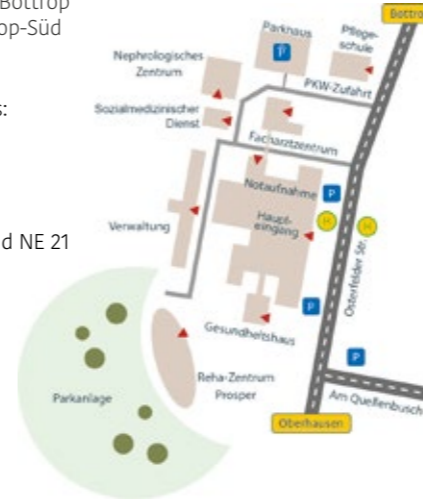 Bottrop
op-Süd
s:
d NE 21
Bottro
Parkhaus
P
Pflege-
schule
Nephrologisches
Zentrum
PKW-Zufahrt
Sozialmedizinischer
Dienst
Facharztzentrum
Notaufnahme
P
Haupt-
eingang
H
H
Verwaltung
Osterfelder Str.
P
Gesundheitshaus
P
Reha-Zentrum
Prosper
Parkanlage
Am Quellenbusch
Oberhausen